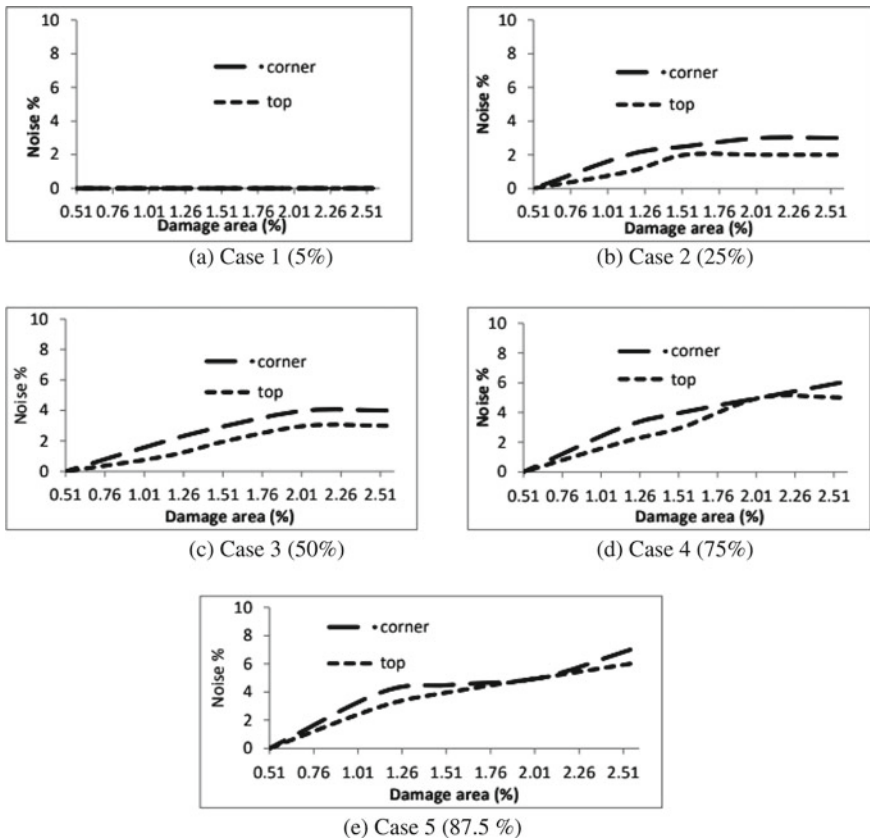 10
8
6
4
2
0
Noise %
corner
top
0.51 0.76 1.01 1.26 1.51 1.76 2.01 2.26 2.51
Damage area (%)
(a) Case 1 (5%)
10
8
6
4
2
0
Noise %
corner
top
0.51 0.76 1.01 1.26 1.51 1.76 2.01 2.26 2.51
Damage area (%)
(b) Case 2 (25%)
10
8
6
4
2
0
Noise %
corner
top
0.51 0.76 1.01 1.26 1.51 1.76 2.01 2.26 2.51
Damage area (%)
(c) Case 3 (50%)
10
8
6
4
2
0
Noise %
corner
top
0.51 0.76 1.01 1.26 1.51 1.76 2.01 2.26 2.51
Damage area (%)
(d) Case 4 (75%)
10
8
6
4
2
0
Noise %
corner
top
0.51 0.76 1.01 1.26 1.51 1.76 2.01 2.26 2.51
Damage area (%)
(e) Case 5 (87.5 %)